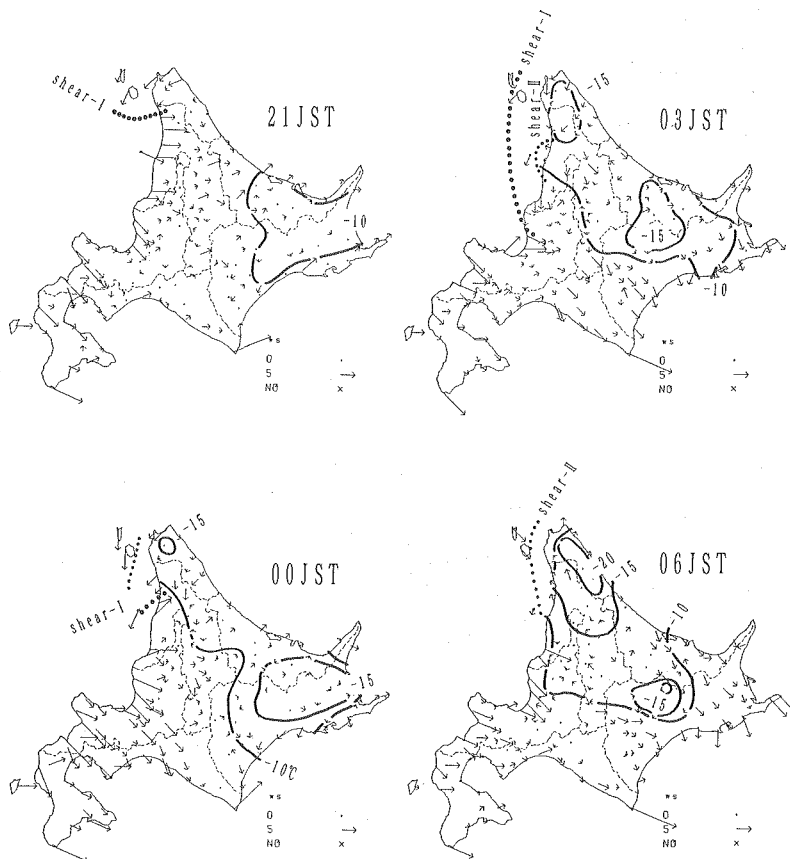 shear-I
21JST
-10
ws
0
5
NO
x
shear-I
shear-II
-15
03JST
-15
-10
ws
0
5
NO
x
-15
00JST
shear-I
-15
-10℃
ws
0
5
NO
x
shear-II
-20
-15
06JST
-10
-15
ws
0
5
NO
x